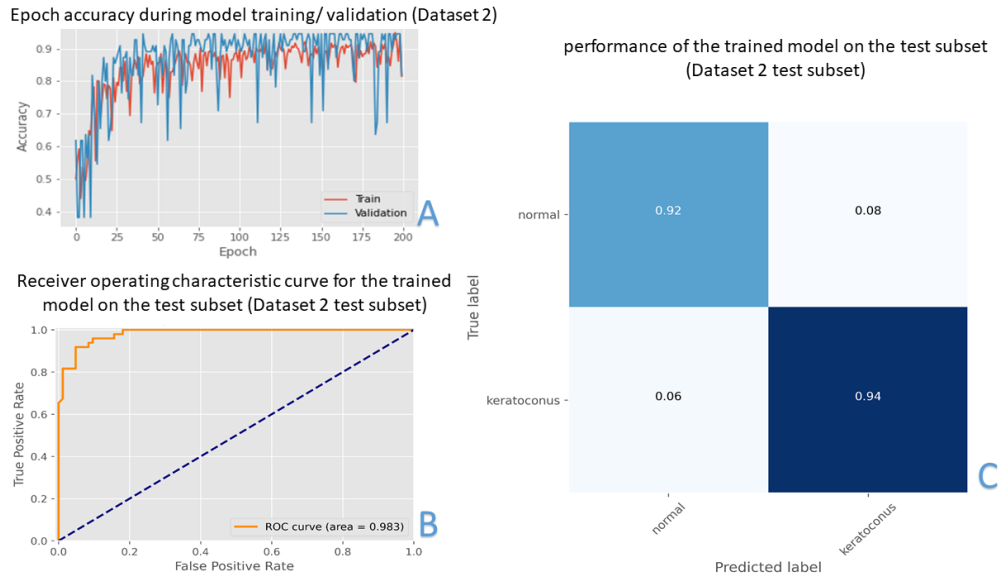 Epoch accuracy during model training/ validation (Dataset 2)
0.9
0.8
0.7
0.6
0.5
0.4
Accuracy
Train
Validation
0 25 50 75 100 125 150 175 200
Epoch
A
Receiver operating characteristic curve for the trained
model on the test subset (Dataset 2 test subset)
1.0
0.8
0.6
0.4
0.2
0.0
True Positive Rate
ROC curve (area = 0.983)
0.0 0.2 0.4 0.6 0.8 1.0
False Positive Rate
B
performance of the trained model on the test subset
(Dataset 2 test subset)
True label
normal
0.92 0.08
keratoconus
0.06 0.94
normal
keratoconus
Predicted label
C